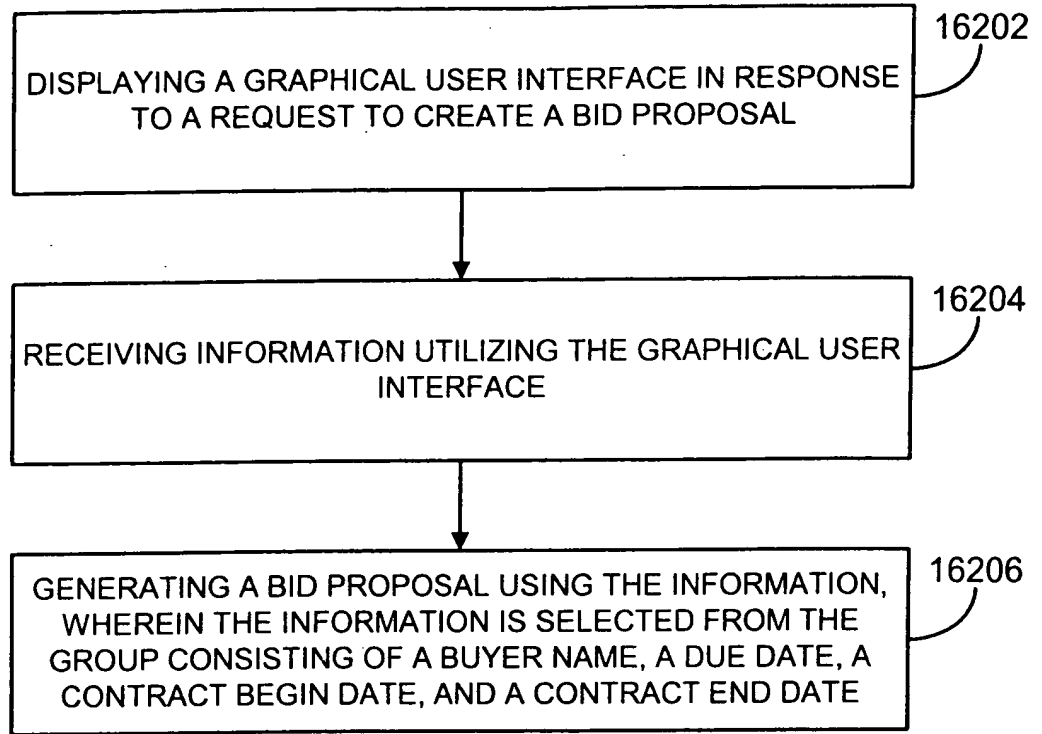 16202
DISPLAYING A GRAPHICAL USER INTERFACE IN RESPONSE
TO A REQUEST TO CREATE A BID PROPOSAL
16204
RECEIVING INFORMATION UTILIZING THE GRAPHICAL USER
INTERFACE
16206
GENERATING A BID PROPOSAL USING THE INFORMATION,
WHEREIN THE INFORMATION IS SELECTED FROM THE
GROUP CONSISTING OF A BUYER NAME, A DUE DATE, A
CONTRACT BEGIN DATE, AND A CONTRACT END DATE